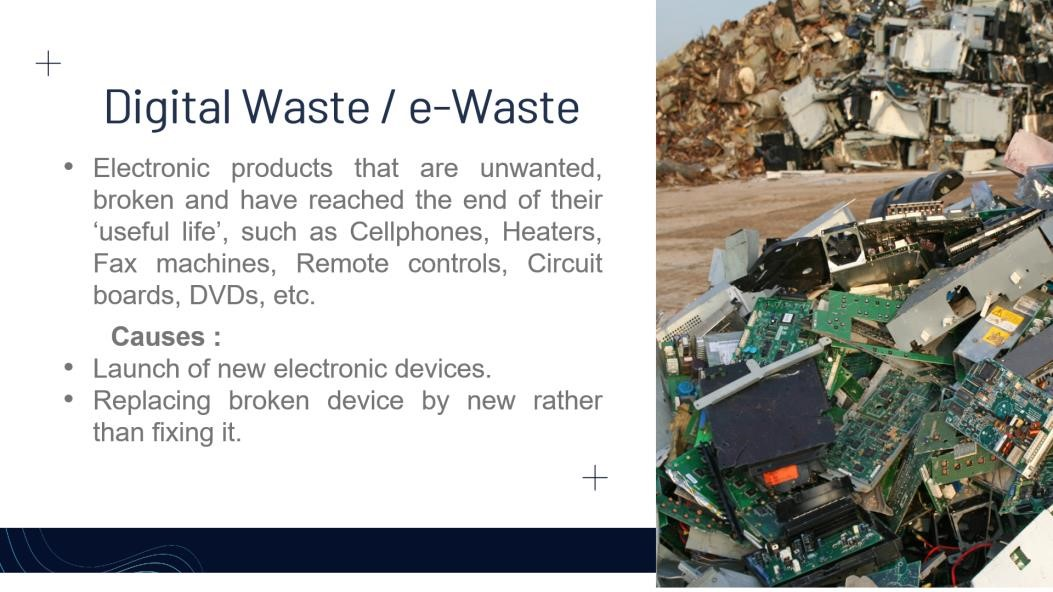 Digital Waste / e-Waste
• Electronic products that are unwanted,
broken and have reached the end of their
‘useful life’, such as Cellphones, Heaters,
Fax machines, Remote controls, Circuit
boards, DVDs, etc.
Causes :
• Launch of new electronic devices.
• Replacing broken device by new rather
than fixing it.